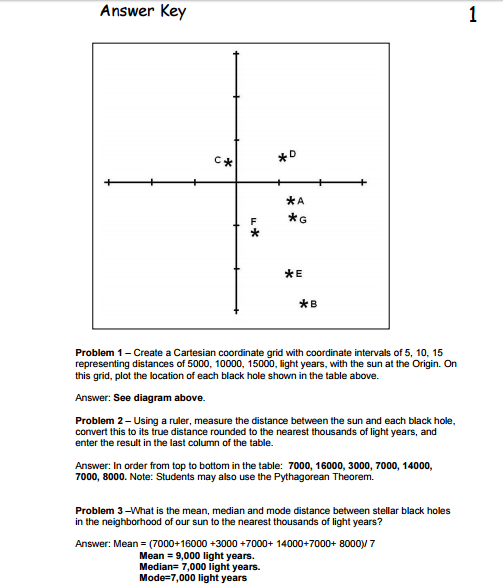 Answer Key
1
C
D
A
G
F
E
B
Problem 1 – Create a Cartesian coordinate grid with coordinate intervals of 5, 10, 15
representing distances of 5000, 10000, 15000, light years, with the sun at the Origin. On
this grid, plot the location of each black hole shown in the table above.
Answer: See diagram above.
Problem 2 – Using a ruler, measure the distance between the sun and each black hole,
convert this to its true distance rounded to the nearest thousands of light years, and
enter the result in the last column of the table.
Answer: In order from top to bottom in the table: 7000, 16000, 3000, 7000, 14000,
7000, 8000. Note: Students may also use the Pythagorean Theorem.
Problem 3 –What is the mean, median and mode distance between stellar black holes
in the neighborhood of our sun to the nearest thousands of light years?
Answer: Mean = (7000+16000 +3000 +7000+ 14000+7000+ 8000)/ 7
Mean = 9,000 light years.
Median= 7,000 light years.
Mode=7,000 light years